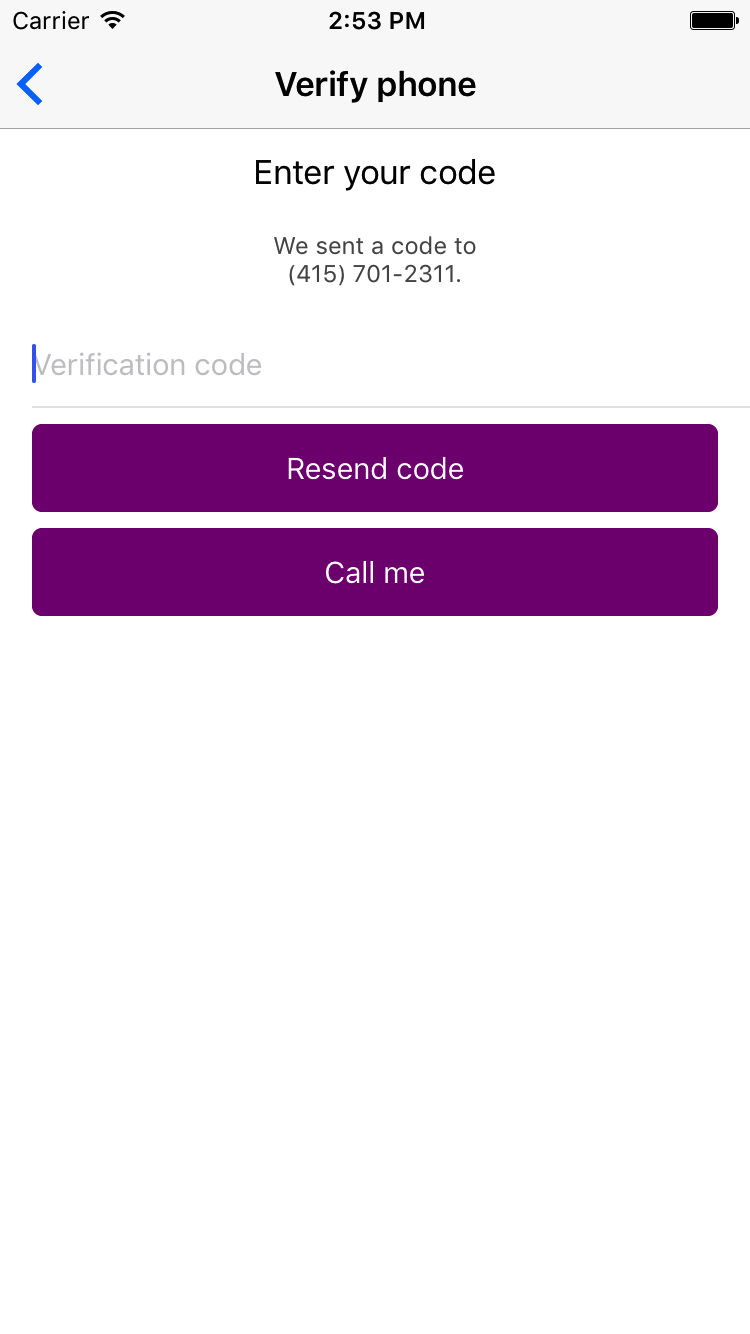 Carrier 2:53 PM
Verify phone
Enter your code
We sent a code to
(415) 701-2311.
Verification code
Resend code
Call me